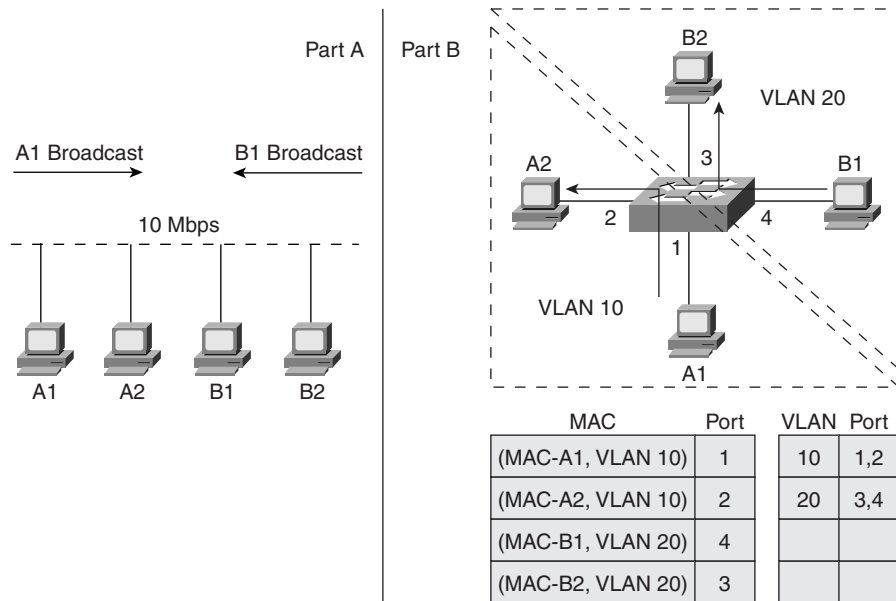 Part A
A1 Broadcast
B1 Broadcast
10 Mbps
A1 A2 B1 B2
Part B
B2
VLAN 20
A2
3
B1
2
4
1
VLAN 10
A1
MAC Port
(MAC-A1, VLAN 10) 1
(MAC-A2, VLAN 10) 2
(MAC-B1, VLAN 20) 4
(MAC-B2, VLAN 20) 3
VLAN Port
10 1,2
20 3,4